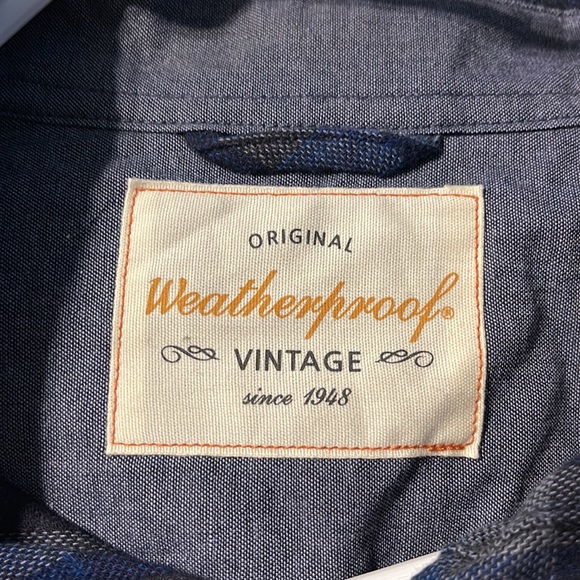 ORIGINAL
Weatherproof®
VINTAGE
since 1948